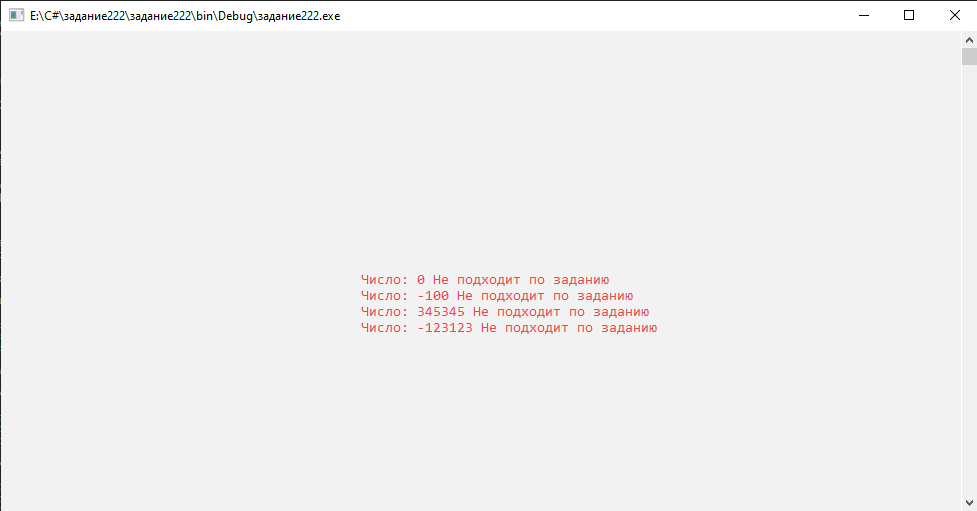 E:\C#\задание222\задание222\bin\Debug\задание222.exe
Число: 0 Не подходит по заданию
Число: -100 Не подходит по заданию
Число: 345345 Не подходит по заданию
Число: -123123 Не подходит по заданию